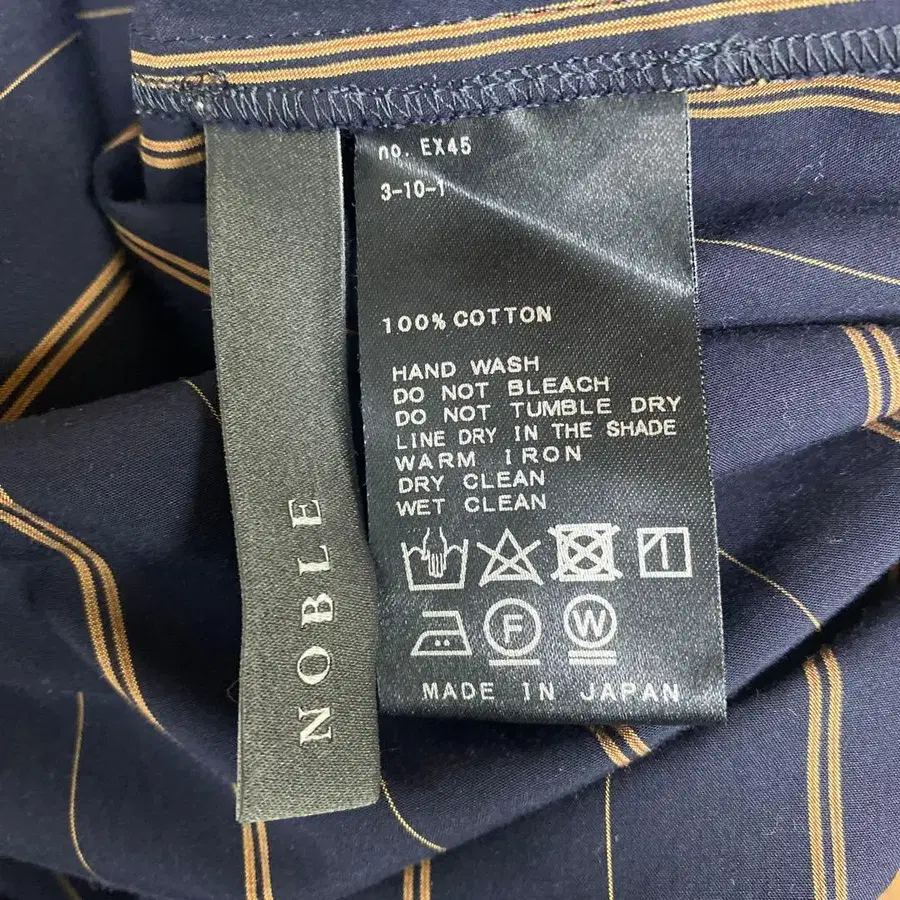 no. EX45
3-10-1
100% COTTON
HAND WASH
DO NOT BLEACH
DO NOT TUMBLE DRY
LINE DRY IN THE SHADE
WARM IRON
DRY CLEAN
WET CLEAN
F W
MADE IN JAPAN
NOBLE